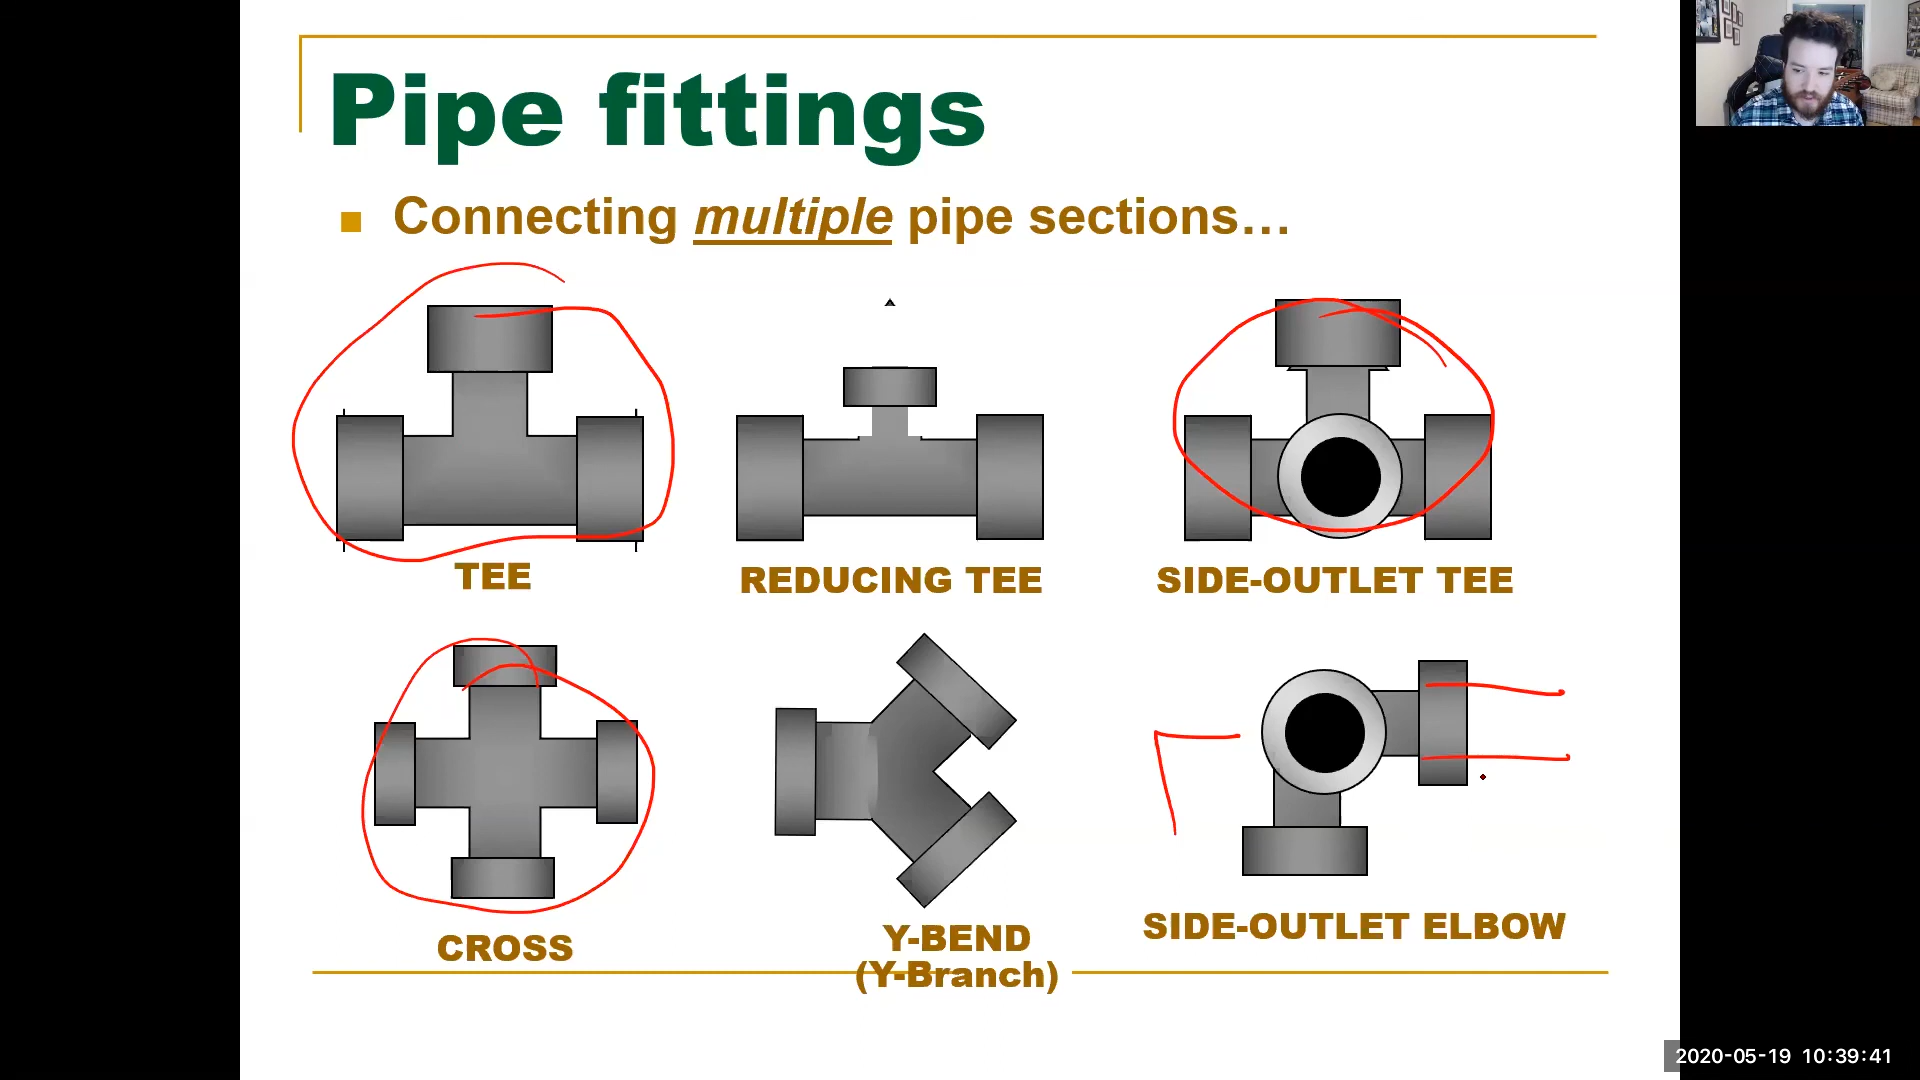 Pipe fittings
Connecting multiple pipe sections...
TEE
REDUCING TEE
SIDE-OUTLET TEE
CROSS
Y-BEND
(Y-Branch)
SIDE-OUTLET ELBOW
2020-05-19 10:39:41